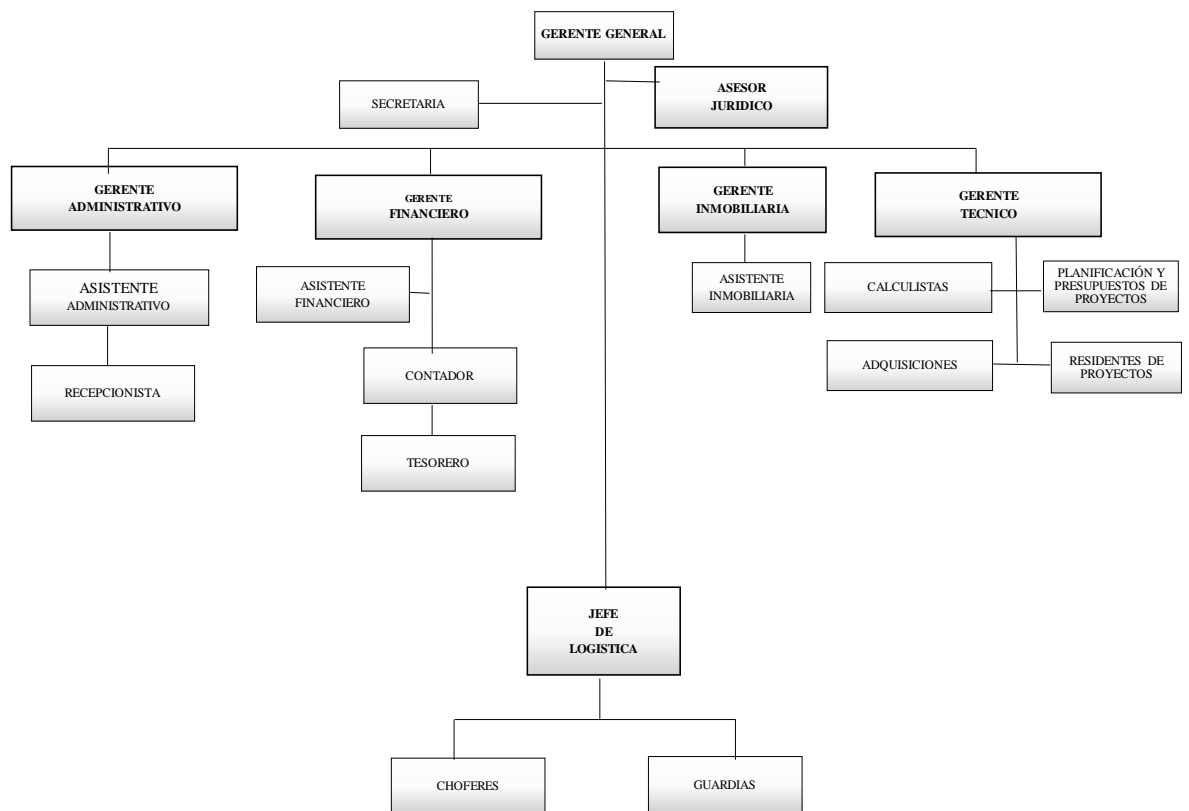 GERENTE GENERAL
ASESOR
JURIDICO
SECRETARIA
GERENTE
ADMINISTRATIVO
GERENTE
FINANCIERO
GERENTE
INMOBILIARIA
GERENTE
TECNICO
ASISTENTE
ADMINISTRATIVO
ASISTENTE
FINANCIERO
ASISTENTE
INMOBILIARIA
CALCULISTAS
PLANIFICACIÓN Y
PRESUPUESTOS DE
PROYECTOS
RECEPCIONISTA
CONTADOR
ADQUISICIONES
RESIDENTES DE
PROYECTOS
TESORERO
JEFE
DE
LOGISTICA
CHOFERES
GUARDIAS